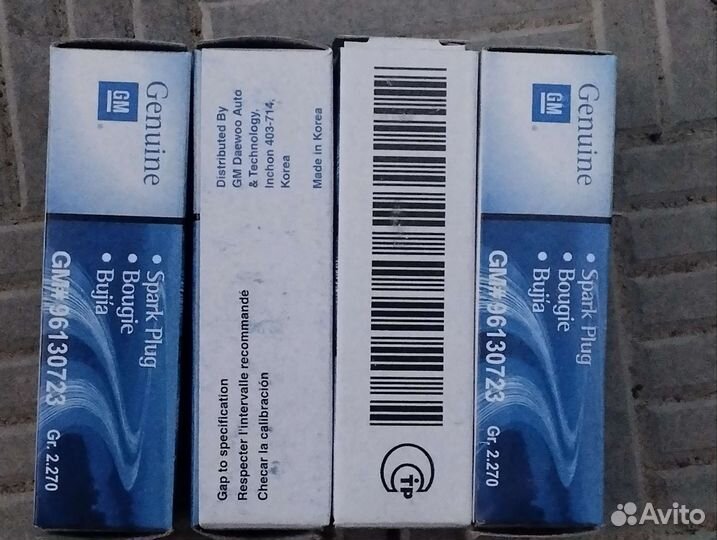 Genuine
GM
• Spark Plug
• Bougie
• Bujia
GM# 96130723
Gr. 2.270
Distributed By
GM Daewoo Auto
& Technology,
Inchon 403-714,
Korea
Made in Korea
Gap to specification
Respecter l'intervalle recommandé
Checar la calibración
TP
Genuine
GM
• Spark Plug
• Bougie
• Bujia
GM# 96130723
Gr. 2.270
Avito